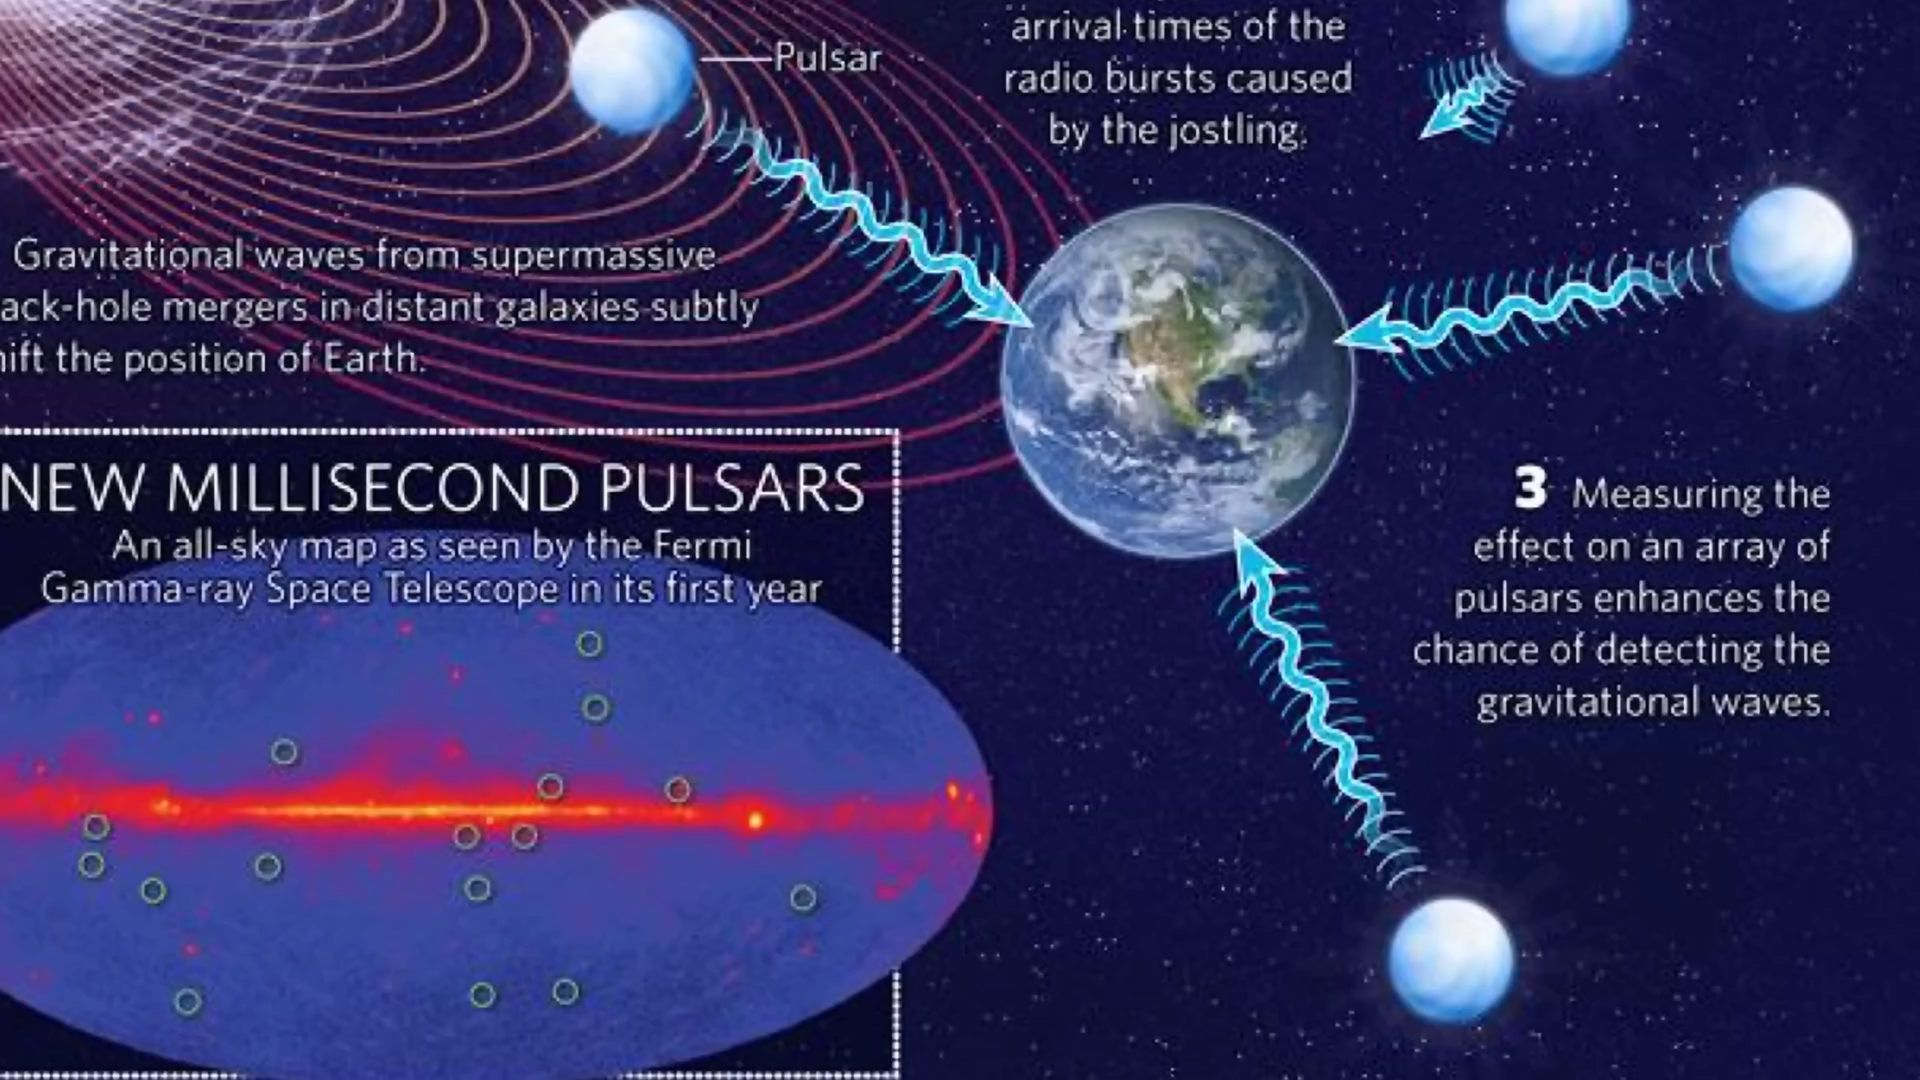 Pulsar
arrival times of the
radio bursts caused
by the jostling.
Gravitational waves from supermassive
ack-hole mergers in distant galaxies subtly
hift the position of Earth.
NEW MILLISECOND PULSARS
An all-sky map as seen by the Fermi
Gamma-ray Space Telescope in its first year
3 Measuring the
effect on an array of
pulsars enhances the
chance of detecting the
gravitational waves.